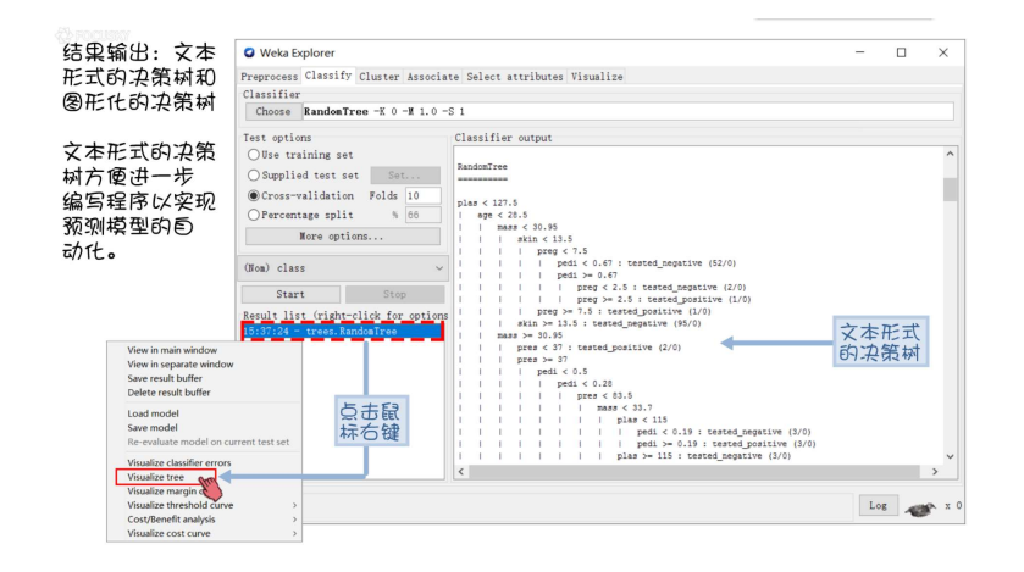 结果输出：文本
形式的决策树和
图形化的决策树
文本形式的决策
树方便进一步
编写程序以实现
预测模型的自
动化。
Weka Explorer
Preprocess Classify Cluster Associate Select attributes Visualize
Classifier
Choose RandomTree -K 0 -M 1.0 -S 1
Test options
Use training set
Supplied test set Set...
Cross-validation Folds 10
Percentage split % 66
More options...
(Nom) class
Start Stop
Result list (right-click for options
15:37:24 - trees.RandomTree
Classifier output
RandomTree
==========
plas < 127.5
| age < 28.5
| | mass < 30.95
| | | skin < 13.5
| | | | preg < 7.5
| | | | | pedi < 0.67 : tested_negative (52/0)
| | | | | pedi >= 0.67
| | | | | | preg < 2.5 : tested_negative (2/0)
| | | | | | preg >= 2.5 : tested_positive (1/0)
| | | | preg >= 7.5 : tested_positive (1/0)
| | | skin >= 13.5 : tested_negative (95/0)
| | mass >= 30.95
| | | pres < 37 : tested_positive (2/0)
| | | pres >= 37
| | | | pedi < 0.5
| | | | | pedi < 0.28
| | | | | | pres < 83.5
| | | | | | | mass < 33.7
| | | | | | | | plas < 115
| | | | | | | | | pedi < 0.19 : tested_negative (3/0)
| | | | | | | | | pedi >= 0.19 : tested_positive (3/0)
| | | | | | | | plas >= 115 : tested_negative (3/0)
文本形式
的决策树
点击鼠
标右键
View in main window
View in separate window
Save result buffer
Delete result buffer
Load model
Save model
Re-evaluate model on current test set
Visualize classifier errors
Visualize tree
Visualize margin
Visualize threshold curve
Cost/Benefit analysis
Visualize cost curve
Log x 0